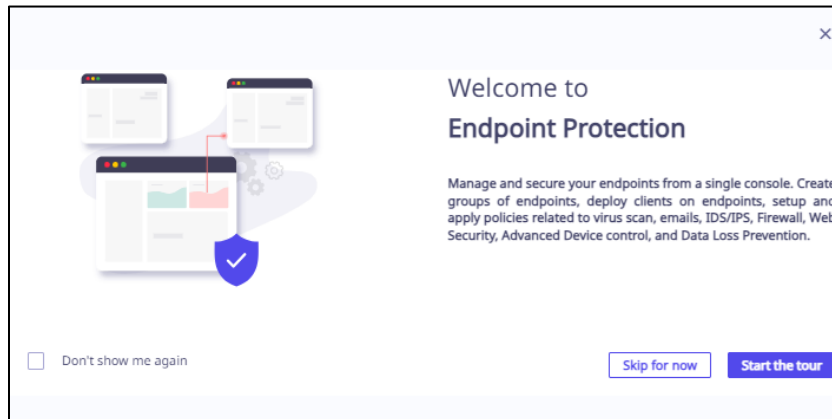 Welcome to
Endpoint Protection
Manage and secure your endpoints from a single console. Create
groups of endpoints, deploy clients on endpoints, setup and
apply policies related to virus scan, emails, IDS/IPS, Firewall, Web
Security, Advanced Device control, and Data Loss Prevention.
Don't show me again
Skip for now
Start the tour